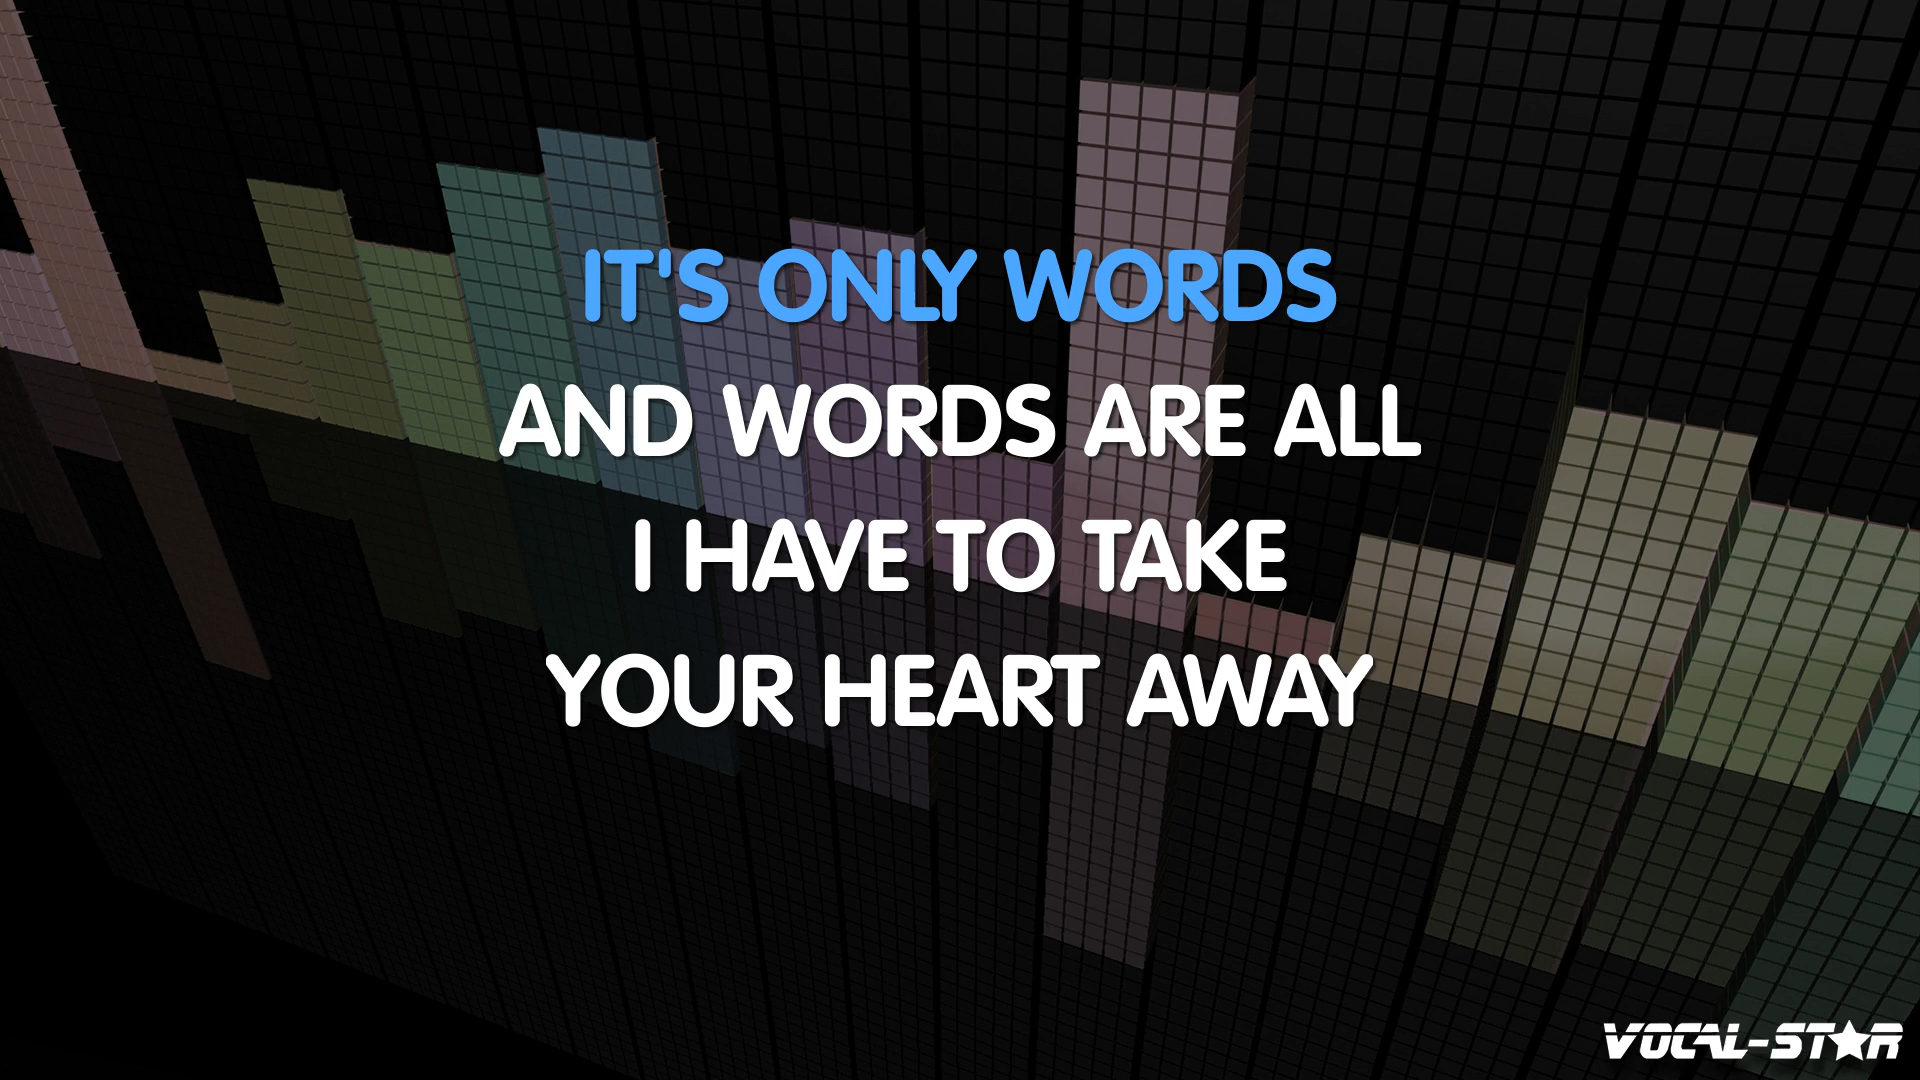 IT'S ONLY WORDS
AND WORDS ARE ALL
I HAVE TO TAKE
YOUR HEART AWAY
VOCAL-STAR